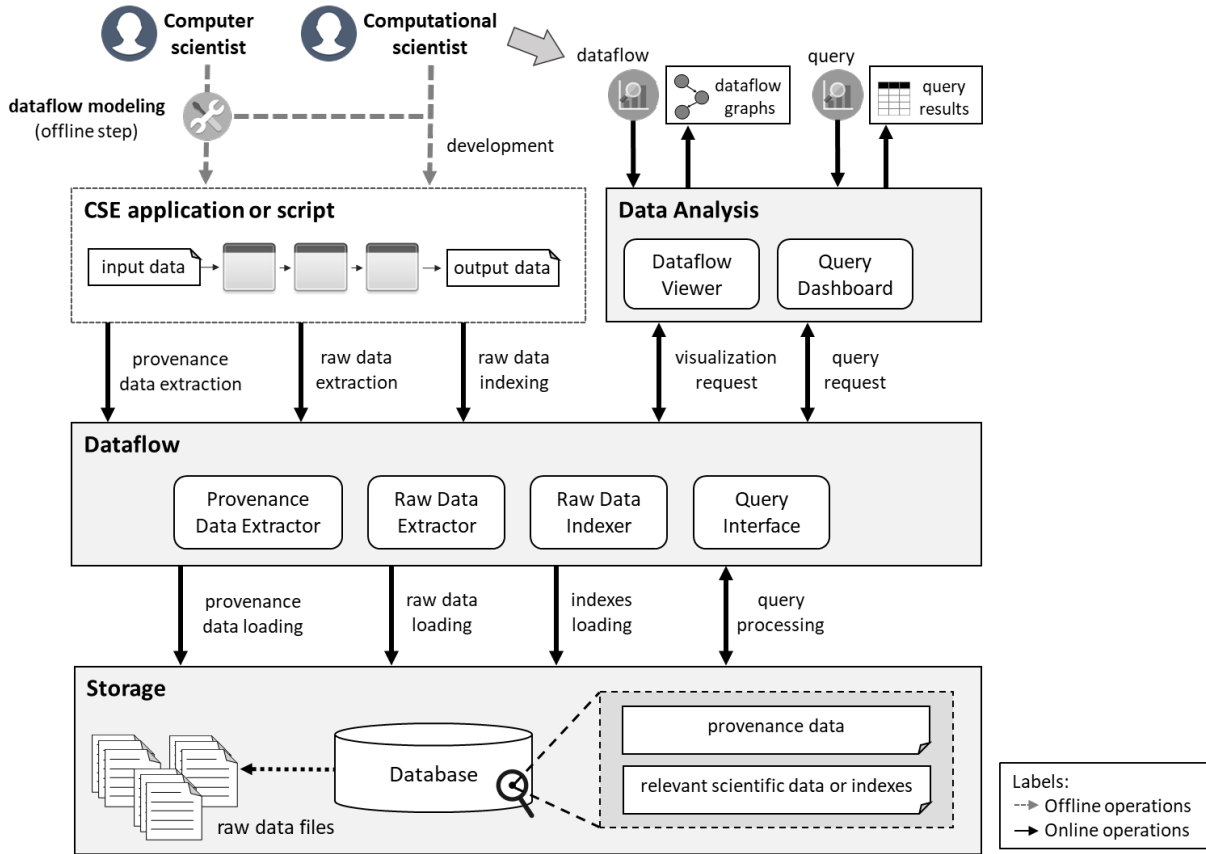 Computer
scientist
Computational
scientist
dataflow
query
dataflow
graphs
query
results
dataflow modeling
(offline step)
development
CSE application or script
input data
output data
Data Analysis
Dataflow
Viewer
Query
Dashboard
provenance
data extraction
raw data
extraction
raw data
indexing
visualization
request
query
request
Dataflow
Provenance
Data Extractor
Raw Data
Extractor
Raw Data
Indexer
Query
Interface
provenance
data loading
raw data
loading
indexes
loading
query
processing
Storage
raw data files
Database
provenance data
relevant scientific data or indexes
Labels:
Offline operations
Online operations